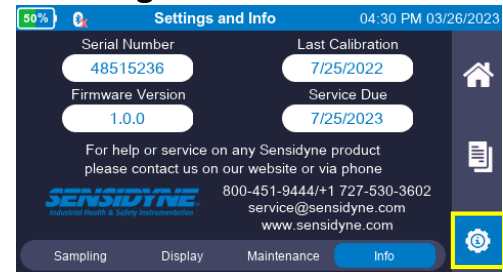 50% Settings and Info 04:30 PM 03/26/2023
Serial Number Last Calibration
48515236 7/25/2022
Firmware Version Service Due
1.0.0 7/25/2023
For help or service on any Sensidyne product
please contact us on our website or via phone
SENSIDYNE. 800-451-9444/+1 727-530-3602
Industrial Health & Safety Instrumentation service@sensidyne.com
www.sensidyne.com
Sampling Display Maintenance Info